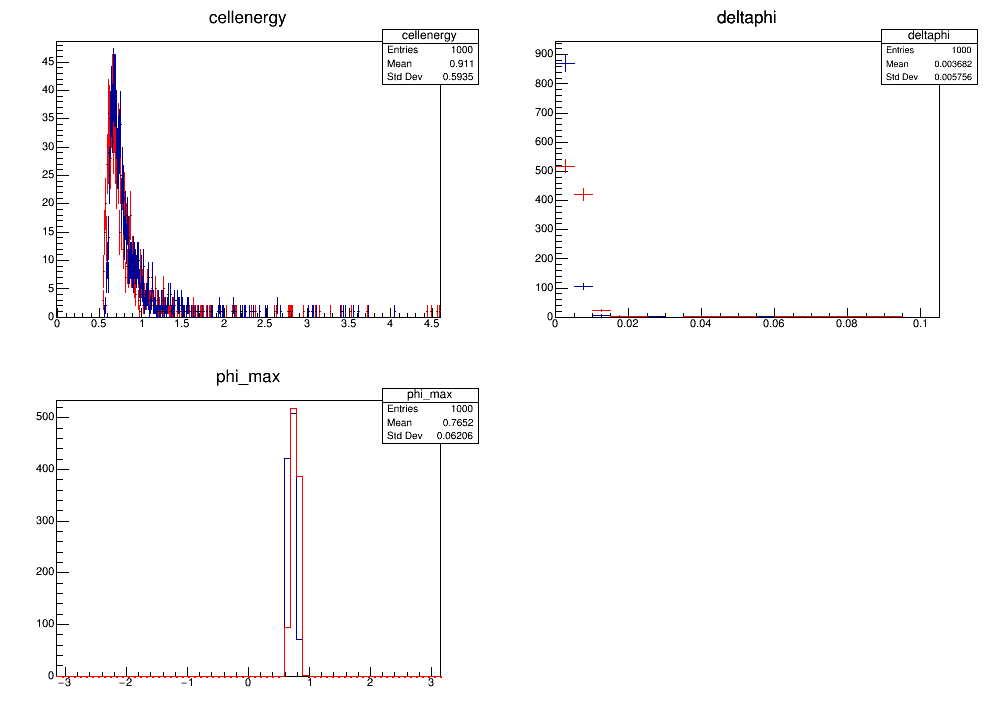 cellenergy
cellenergy
Entries 1000
Mean 0.911
Std Dev 0.5935
45
40
35
30
25
20
15
10
5
0
0 0.5 1 1.5 2 2.5 3 3.5 4 4.5
deltaphi
deltaphi
Entries 1000
Mean 0.003682
Std Dev 0.005756
900
800
700
600
500
400
300
200
100
0
0 0.02 0.04 0.06 0.08 0.1
phi_max
phi_max
Entries 1000
Mean 0.7652
Std Dev 0.06206
500
400
300
200
100
0
−3 −2 −1 0 1 2 3